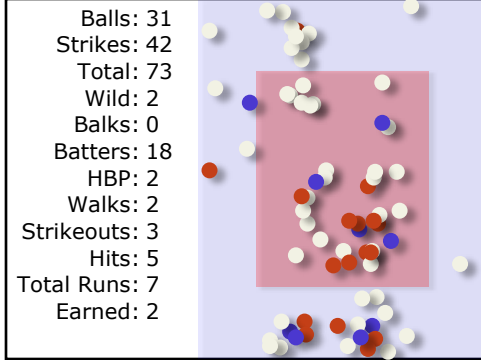 Balls: 31
Strikes: 42
Total: 73
Wild: 2
Balks: 0
Batters: 18
HBP: 2
Walks: 2
Strikeouts: 3
Hits: 5
Total Runs: 7
Earned: 2